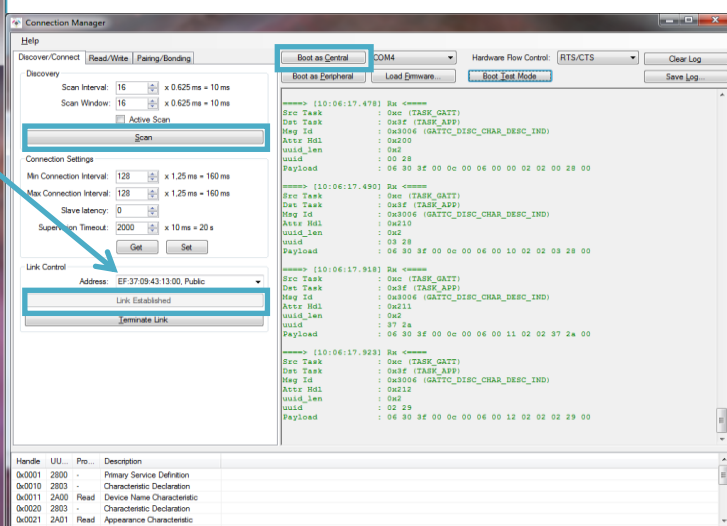 Connection Manager
Help
Discover/Connect Read/Write Pairing/Bonding
Boot as Central COM4 Hardware Flow Control: RTS/CTS Clear Log
Boot as Peripheral Load Firmware... Boot Test Mode Save Log...
Discovery
Scan Interval: 16 x 0.625 ms = 10 ms
Scan Window: 16 x 0.625 ms = 10 ms
Active Scan
Scan
Connection Settings
Min Connection Interval: 128 x 1,25 ms = 160 ms
Max Connection Interval: 128 x 1,25 ms = 160 ms
Slave latency: 0
Supervision Timeout: 2000 x 10 ms = 20 s
Get Set
Link Control
Address: EF:37:09:43:13:00, Public
Link Established
Terminate Link
====> [10:06:17.478] Rx <====
Src Task : 0xc (TASK_GATT)
Dst Task : 0x3f (TASK_APP)
Msg Id : 0x3006 (GATTC_DISC_CHAR_DESC_IND)
Attr Hdl : 0x200
uuid_len : 0x2
uuid : 00 28
Payload : 06 30 3f 00 0c 00 06 00 00 02 02 00 28 00
====> [10:06:17.490] Rx <====
Src Task : 0xc (TASK_GATT)
Dst Task : 0x3f (TASK_APP)
Msg Id : 0x3006 (GATTC_DISC_CHAR_DESC_IND)
Attr Hdl : 0x210
uuid_len : 0x2
uuid : 03 28
Payload : 06 30 3f 00 0c 00 06 00 10 02 02 03 28 00
====> [10:06:17.918] Rx <====
Src Task : 0xc (TASK_GATT)
Dst Task : 0x3f (TASK_APP)
Msg Id : 0x3006 (GATTC_DISC_CHAR_DESC_IND)
Attr Hdl : 0x211
uuid_len : 0x2
uuid : 37 2a
Payload : 06 30 3f 00 0c 00 06 00 11 02 02 37 2a 00
====> [10:06:17.923] Rx <====
Src Task : 0xc (TASK_GATT)
Dst Task : 0x3f (TASK_APP)
Msg Id : 0x3006 (GATTC_DISC_CHAR_DESC_IND)
Attr Hdl : 0x212
uuid_len : 0x2
uuid : 02 29
Payload : 06 30 3f 00 0c 00 06 00 12 02 02 02 29 00
Handle UU... Pro... Description
0x0001 2800 - Primary Service Definition
0x0010 2803 - Characteristic Declaration
0x0011 2A00 Read Device Name Characteristic
0x0020 2803 - Characteristic Declaration
0x0021 2A01 Read Appearance Characteristic